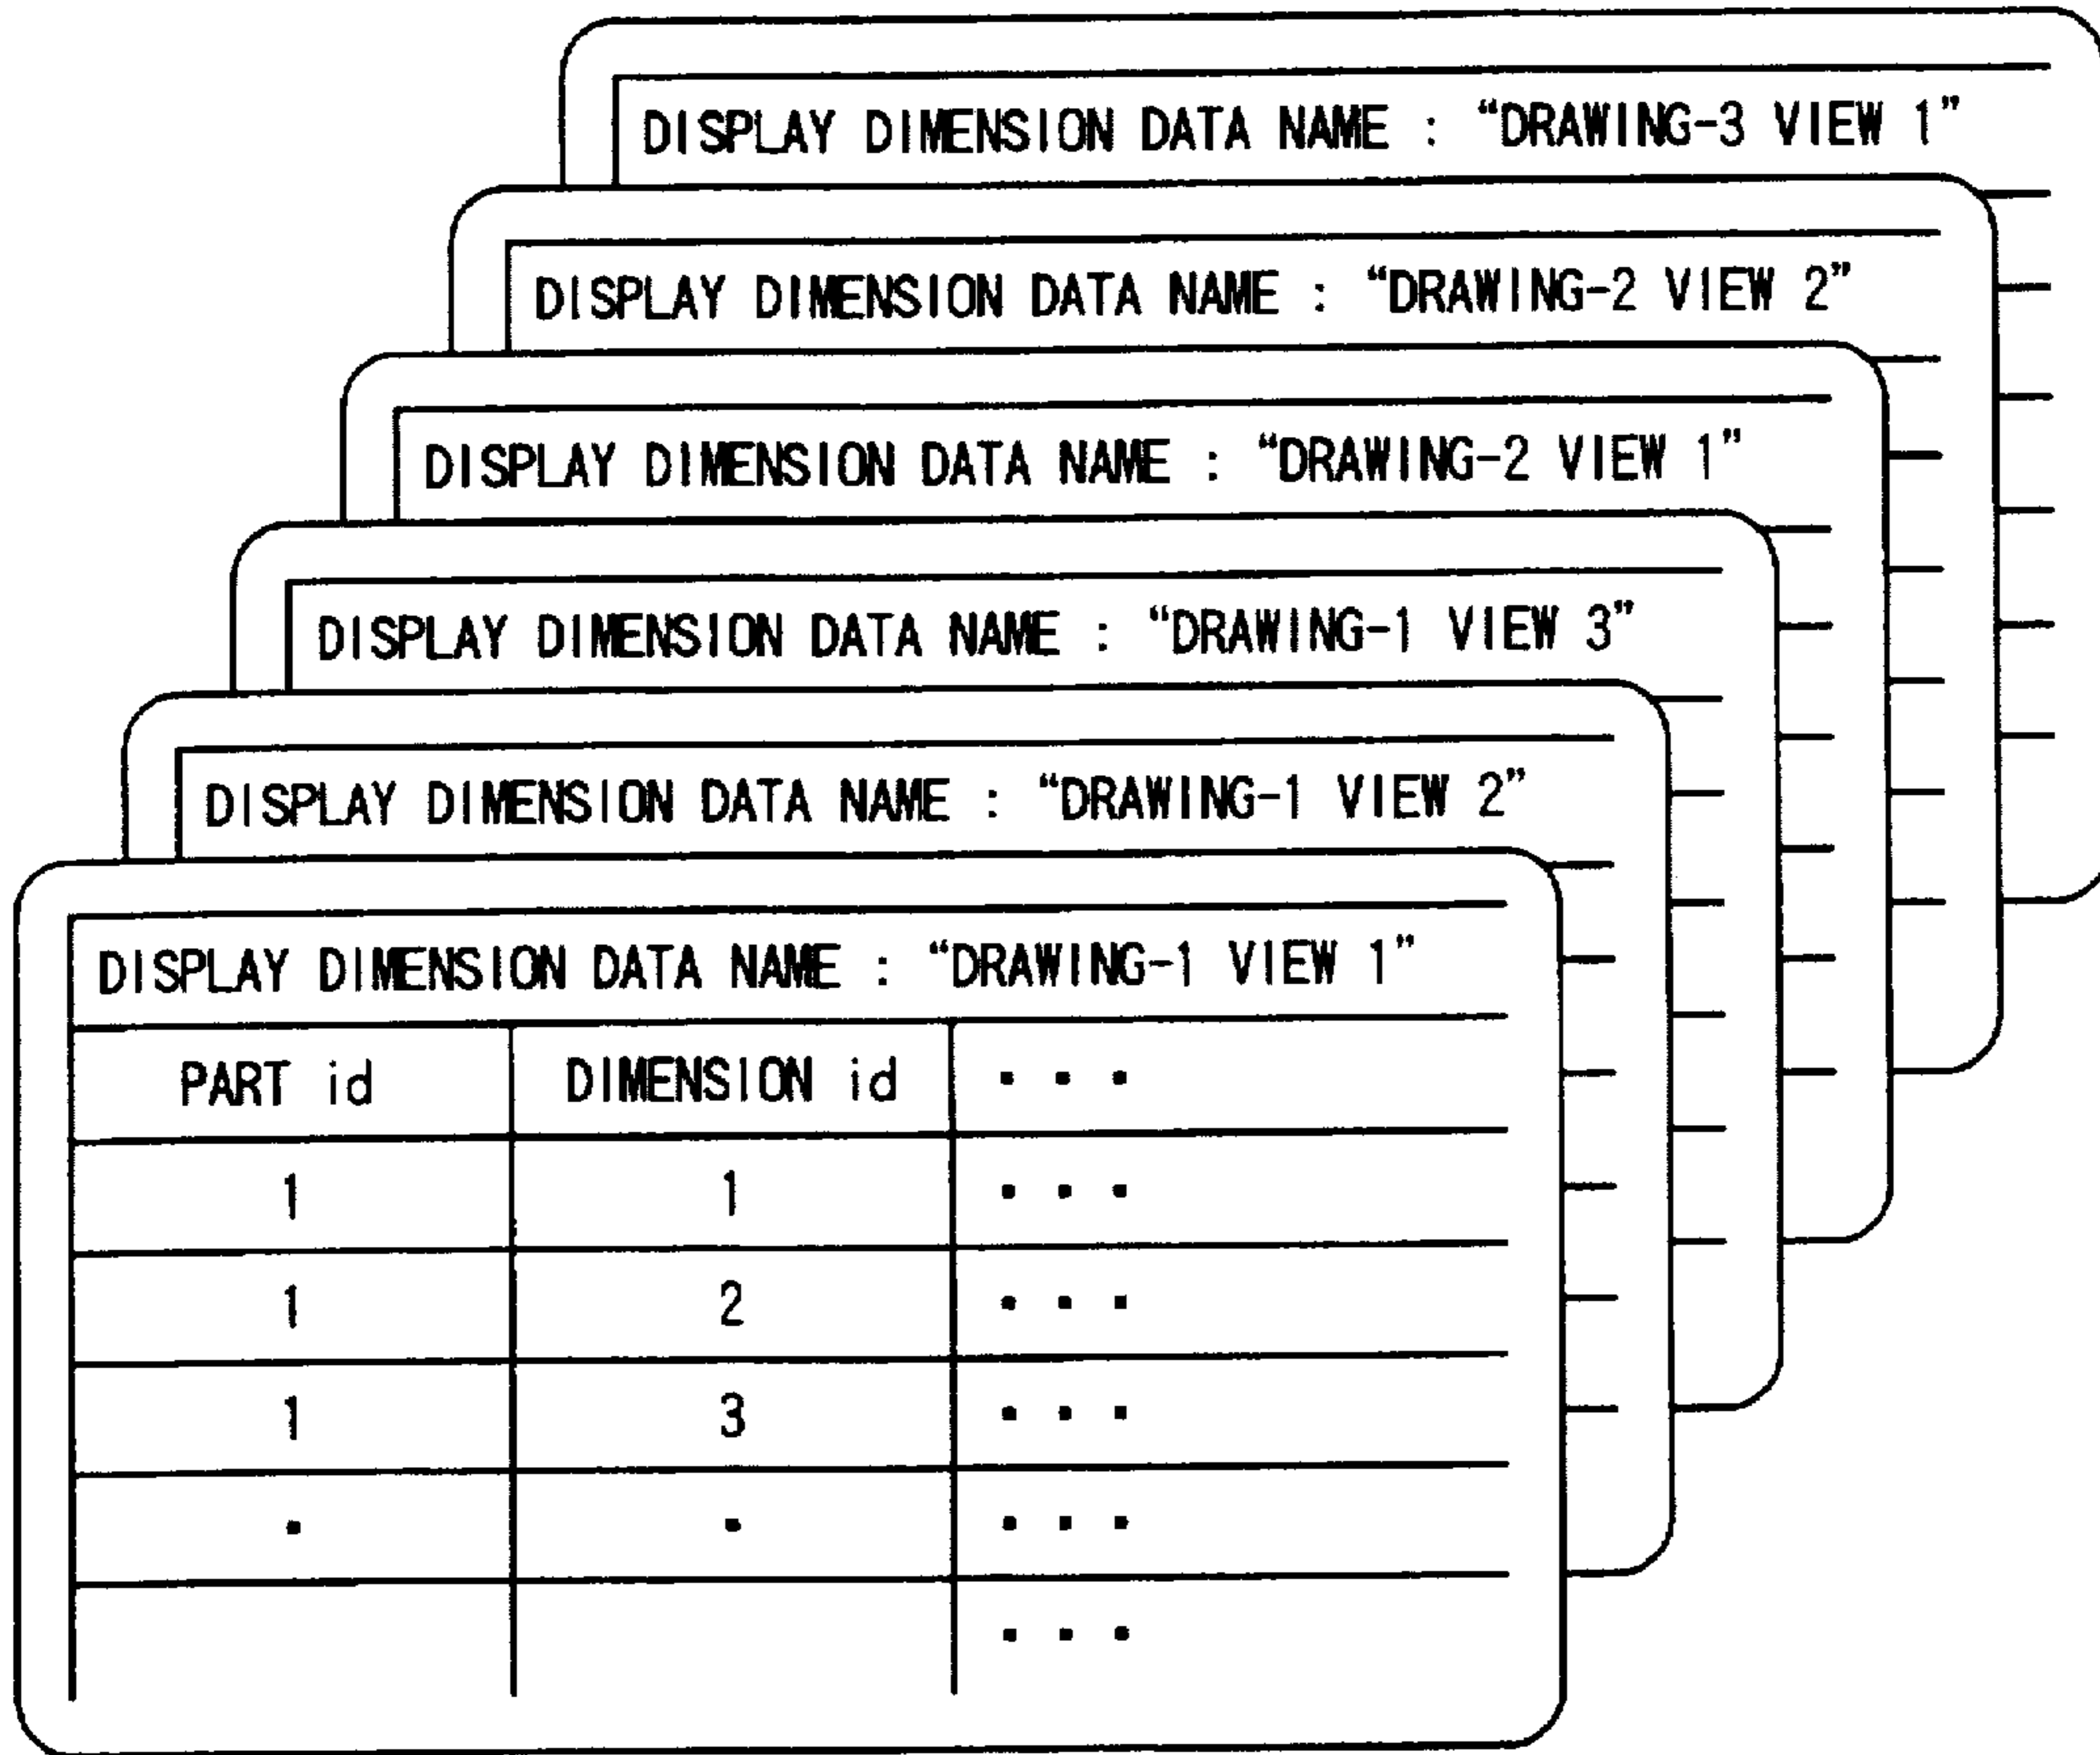 DISPLAY DIMENSION DATA NAME : “DRAWING-3 VIEW 1”
DISPLAY DIMENSION DATA NAME : “DRAWING-2 VIEW 2”
DISPLAY DIMENSION DATA NAME : “DRAWING-2 VIEW 1”
DISPLAY DIMENSION DATA NAME : “DRAWING-1 VIEW 3”
DISPLAY DIMENSION DATA NAME : “DRAWING-1 VIEW 2”
DISPLAY DIMENSION DATA NAME : “DRAWING-1 VIEW 1”
PART id DIMENSION id · · ·
1 1 · · ·
1 2 · · ·
1 3 · · ·
· · · · ·
· · ·